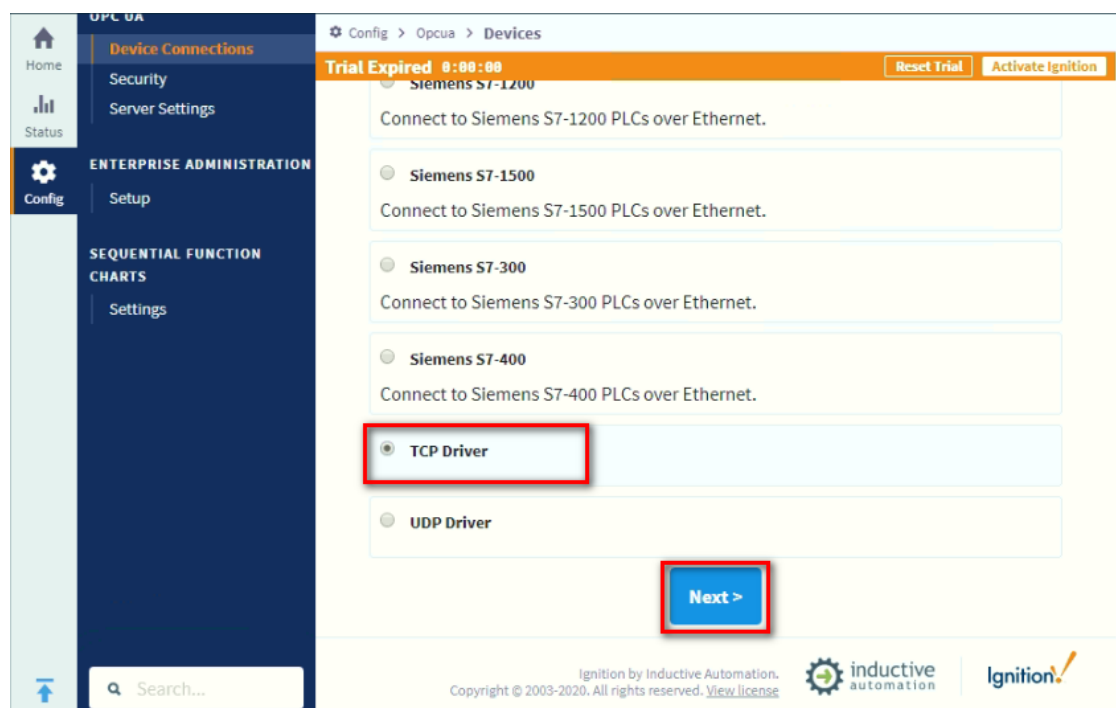 Home
Status
Config
OPC UA
Device Connections
Security
Server Settings
ENTERPRISE ADMINISTRATION
Setup
SEQUENTIAL FUNCTION
CHARTS
Settings
Search...
Config > Opcua > Devices
Trial Expired 0:00:00
Reset Trial
Activate Ignition
Siemens S7-1200
Connect to Siemens S7-1200 PLCs over Ethernet.
Siemens S7-1500
Connect to Siemens S7-1500 PLCs over Ethernet.
Siemens S7-300
Connect to Siemens S7-300 PLCs over Ethernet.
Siemens S7-400
Connect to Siemens S7-400 PLCs over Ethernet.
TCP Driver
UDP Driver
Next >
Ignition by Inductive Automation.
Copyright © 2003-2020. All rights reserved. View license
inductive
automation
Ignition!